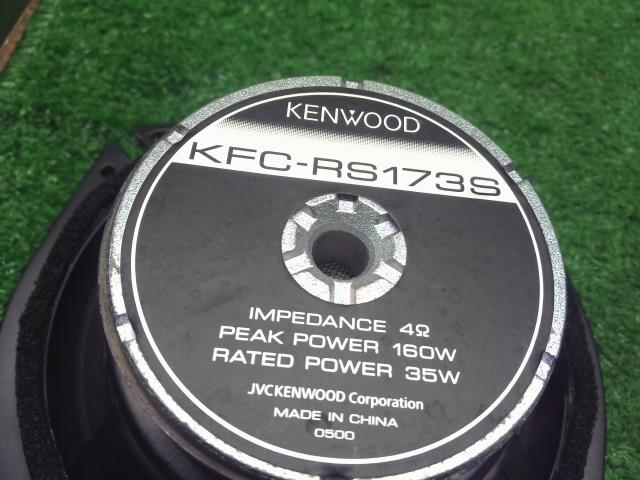 KENWOOD
KFC-RS173S
IMPEDANCE 4Ω
PEAK POWER 160W
RATED POWER 35W
JVCKENWOOD Corporation
MADE IN CHINA
0500